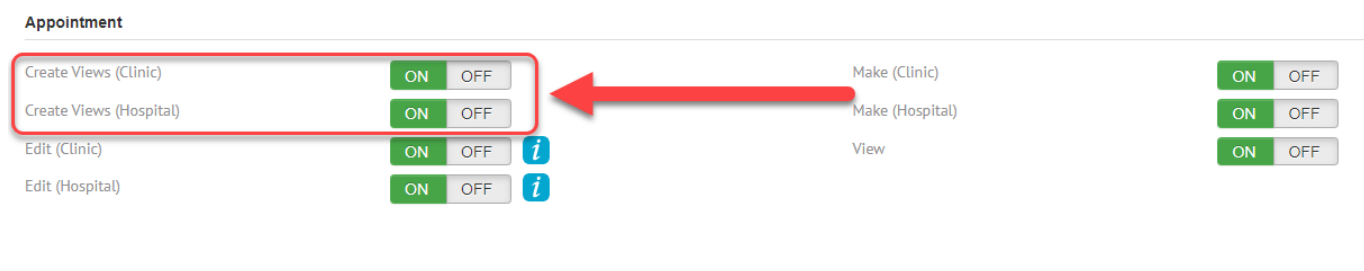 Appointment
Create Views (Clinic) ON OFF Make (Clinic) ON OFF
Create Views (Hospital) ON OFF Make (Hospital) ON OFF
Edit (Clinic) ON OFF i View ON OFF
Edit (Hospital) ON OFF i